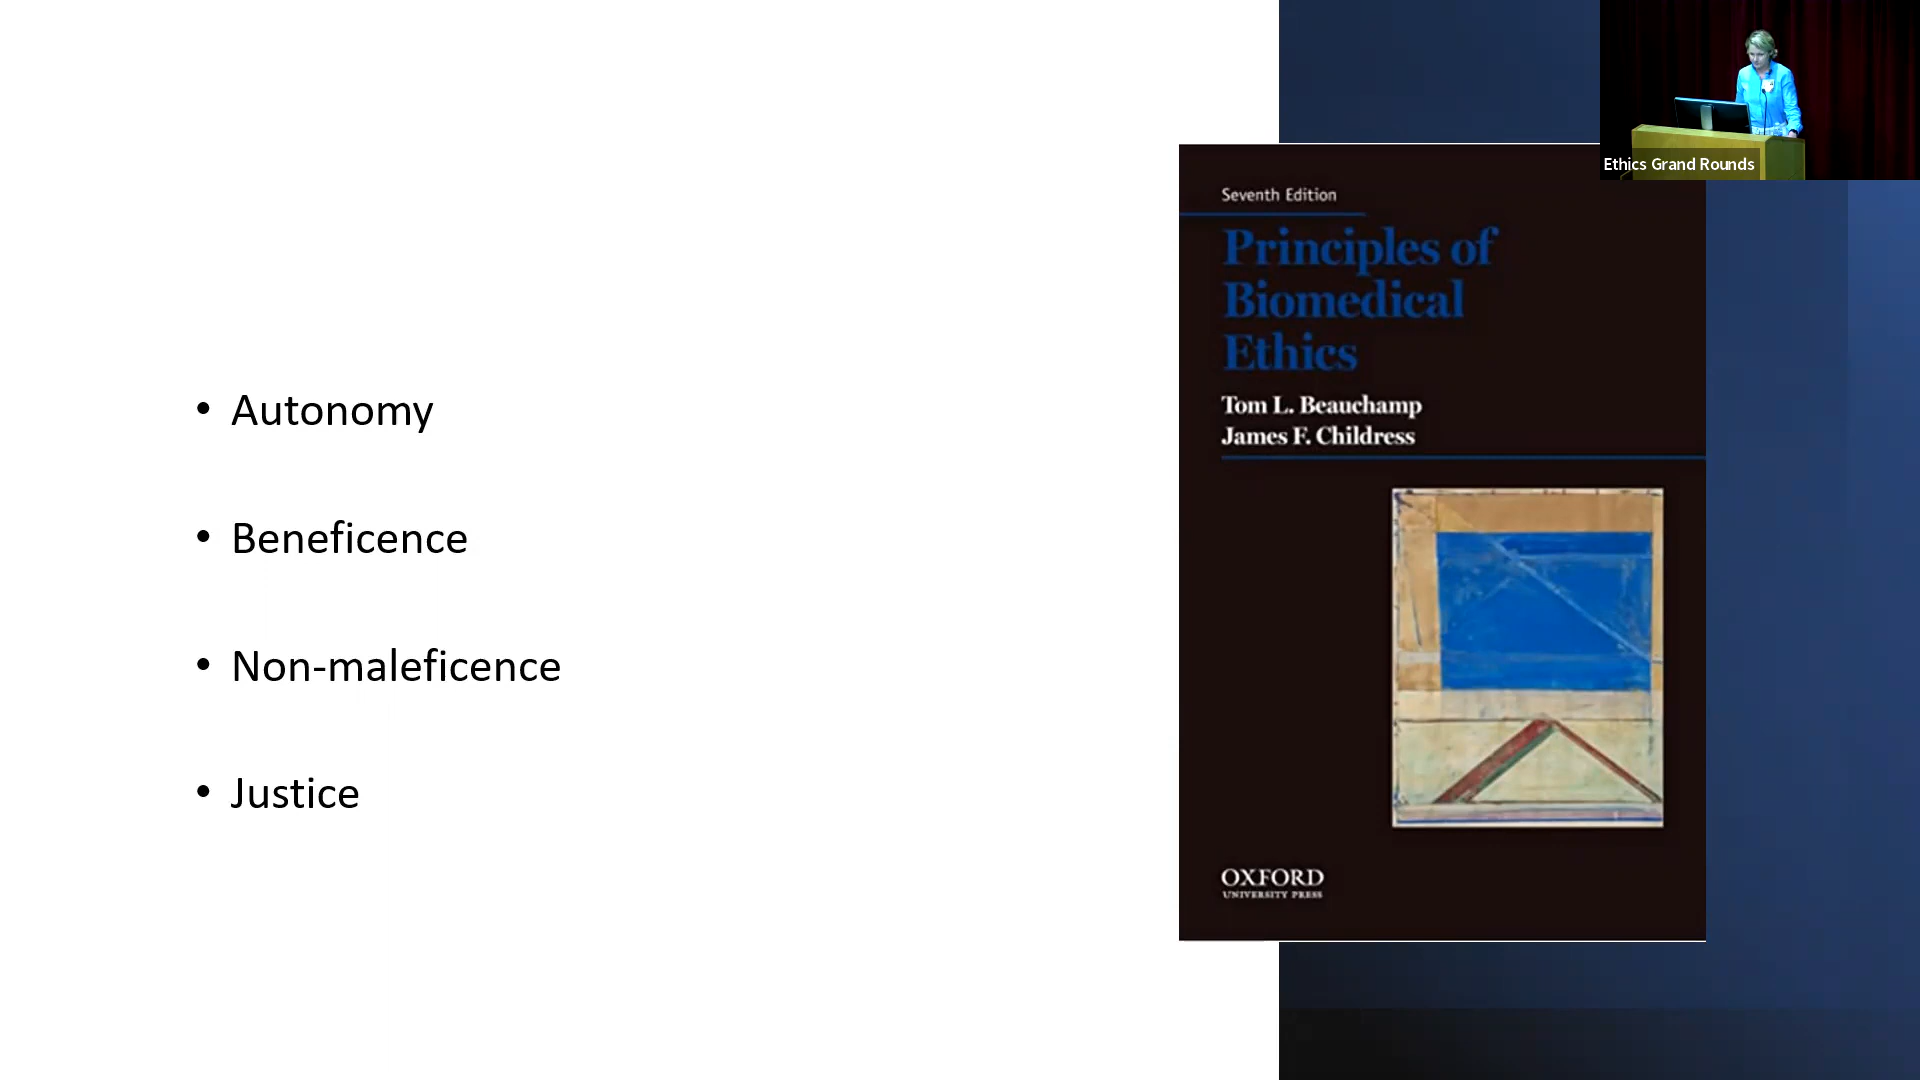 Ethics Grand Rounds
• Autonomy
• Beneficence
• Non-maleficence
• Justice
Seventh Edition
Principles of
Biomedical
Ethics
Tom L. Beauchamp
James F. Childress
OXFORD
UNIVERSITY PRESS